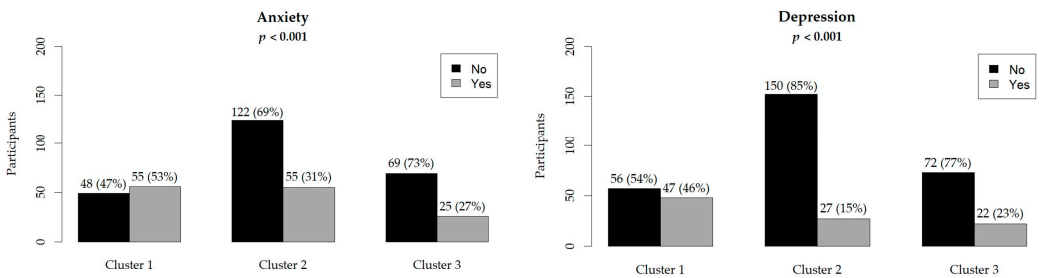 Anxiety
p < 0.001
Participants
200
150
100
50
0
No
Yes
48 (47%)
55 (53%)
122 (69%)
55 (31%)
69 (73%)
25 (27%)
Cluster 1
Cluster 2
Cluster 3
Depression
p < 0.001
Participants
200
150
100
50
0
No
Yes
56 (54%)
47 (46%)
150 (85%)
27 (15%)
72 (77%)
22 (23%)
Cluster 1
Cluster 2
Cluster 3